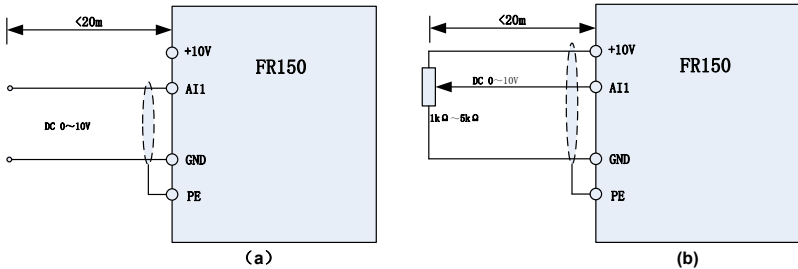 <20m
+10V
FR150
AI1
DC 0～10V
GND
PE
(a)
<20m
+10V
FR150
DC 0～10V
AI1
1kΩ～5kΩ
GND
PE
(b)